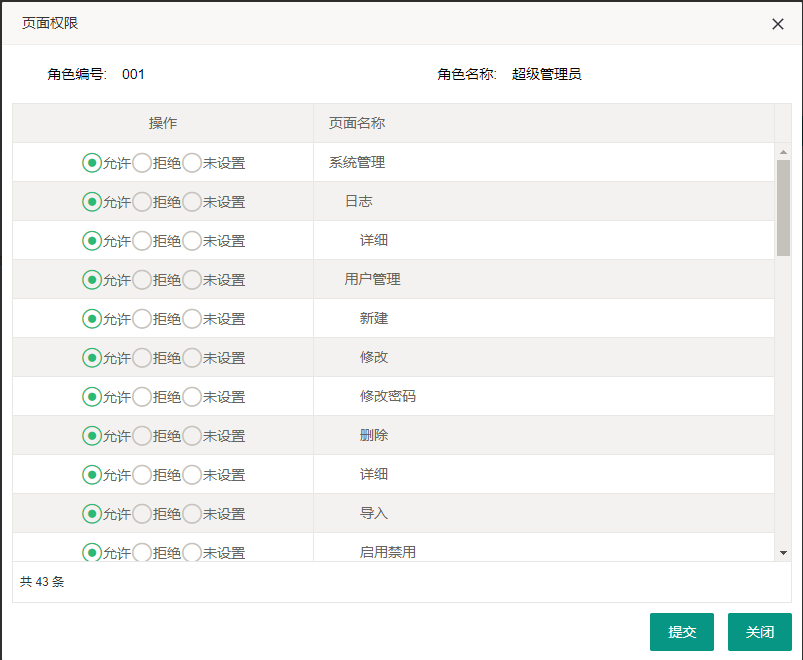 页面权限
角色编号: 001 角色名称: 超级管理员
操作 页面名称
允许 拒绝 未设置 系统管理
允许 拒绝 未设置 日志
允许 拒绝 未设置 详细
允许 拒绝 未设置 用户管理
允许 拒绝 未设置 新建
允许 拒绝 未设置 修改
允许 拒绝 未设置 修改密码
允许 拒绝 未设置 删除
允许 拒绝 未设置 详细
允许 拒绝 未设置 导入
允许 拒绝 未设置 启用禁用
共 43 条
提交 关闭